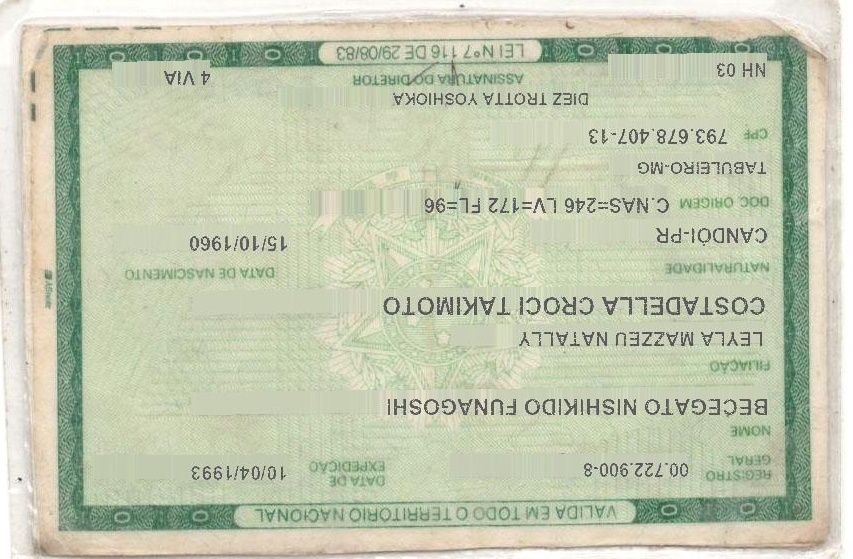 VALIDA EM TODO O TERRITORIO NACIONAL
REGISTRO GERAL 00.722.900-8 DATA DE EXPEDIÇÃO 10/04/1993
NOME
BECEGATO NISHIKIDO FUNAGOSHI
FILIAÇÃO
LEYLA MAZZEU NATALLY
COSTADELLA CROCI TAKIMOTO
NATURALIDADE DATA DE NASCIMENTO
CANDÓI-PR 15/10/1960
DOC ORIGEM C.NAS=246 LV=172 FL=96
TABULEIRO-MG
CPF 793.678.407-13
DIEZ TROTTA YOSHIOKA
NH 03 ASSINATURA DO DIRETOR 4 VIA
LEI Nº 7.116 DE 29/08/83